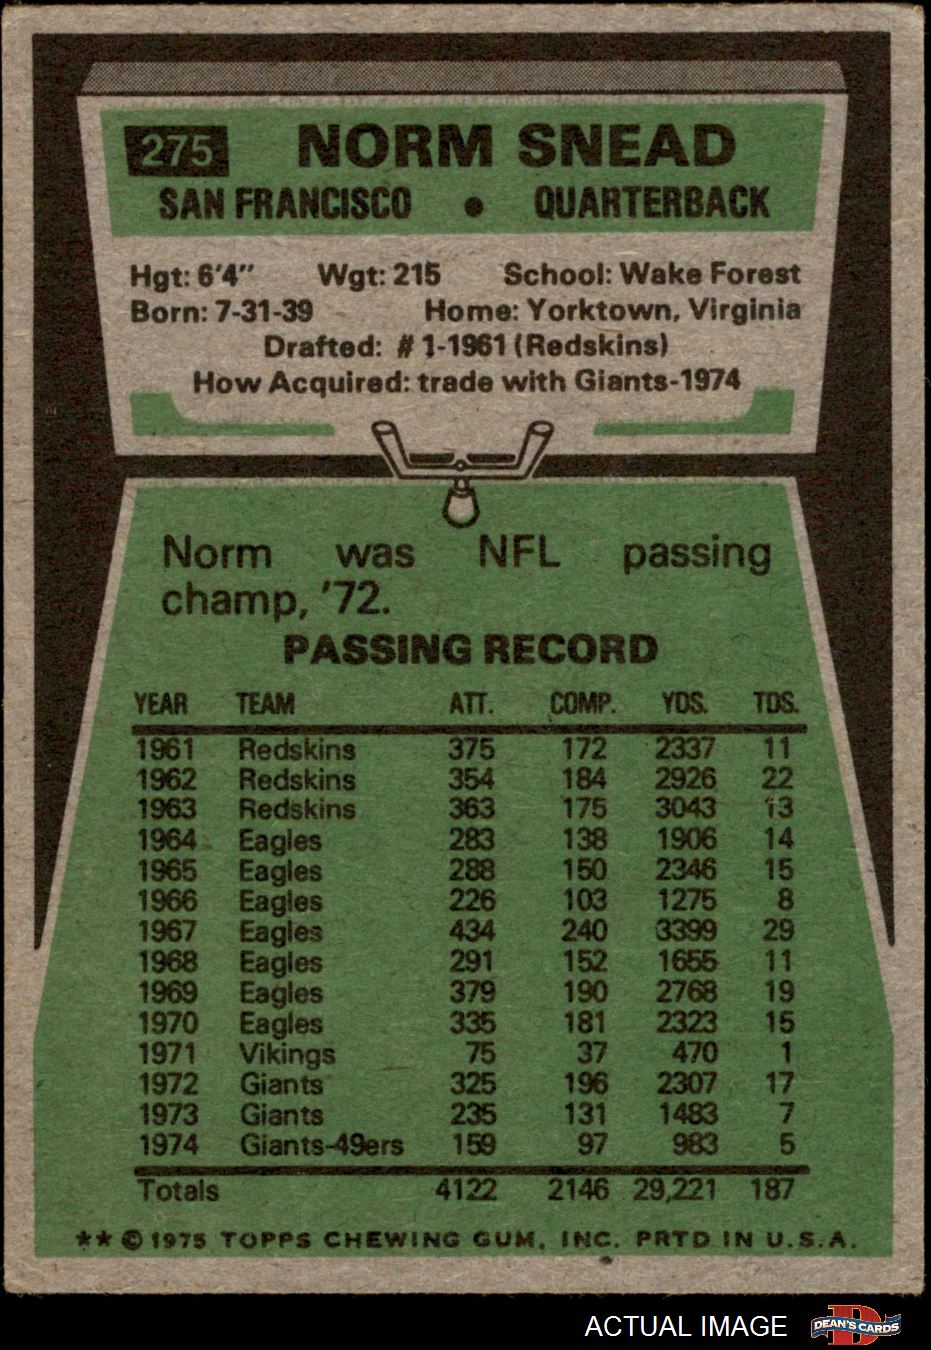 275 NORM SNEAD
SAN FRANCISCO • QUARTERBACK
Hgt: 6'4" Wgt: 215 School: Wake Forest
Born: 7-31-39 Home: Yorktown, Virginia
Drafted: #1-1961 (Redskins)
How Acquired: trade with Giants-1974
Norm was NFL passing
champ, '72.
PASSING RECORD
YEAR TEAM ATT. COMP. YDS. TDS.
1961 Redskins 375 172 2337 11
1962 Redskins 354 184 2926 22
1963 Redskins 363 175 3043 13
1964 Eagles 283 138 1906 14
1965 Eagles 288 150 2346 15
1966 Eagles 226 103 1275 8
1967 Eagles 434 240 3399 29
1968 Eagles 291 152 1655 11
1969 Eagles 379 190 2768 19
1970 Eagles 335 181 2323 15
1971 Vikings 75 37 470 1
1972 Giants 325 196 2307 17
1973 Giants 235 131 1483 7
1974 Giants-49ers 159 97 983 5
Totals 4122 2146 29,221 187
** © 1975 TOPPS CHEWING GUM, INC. PRTD IN U.S.A.
ACTUAL IMAGE D DEAN'S CARDS